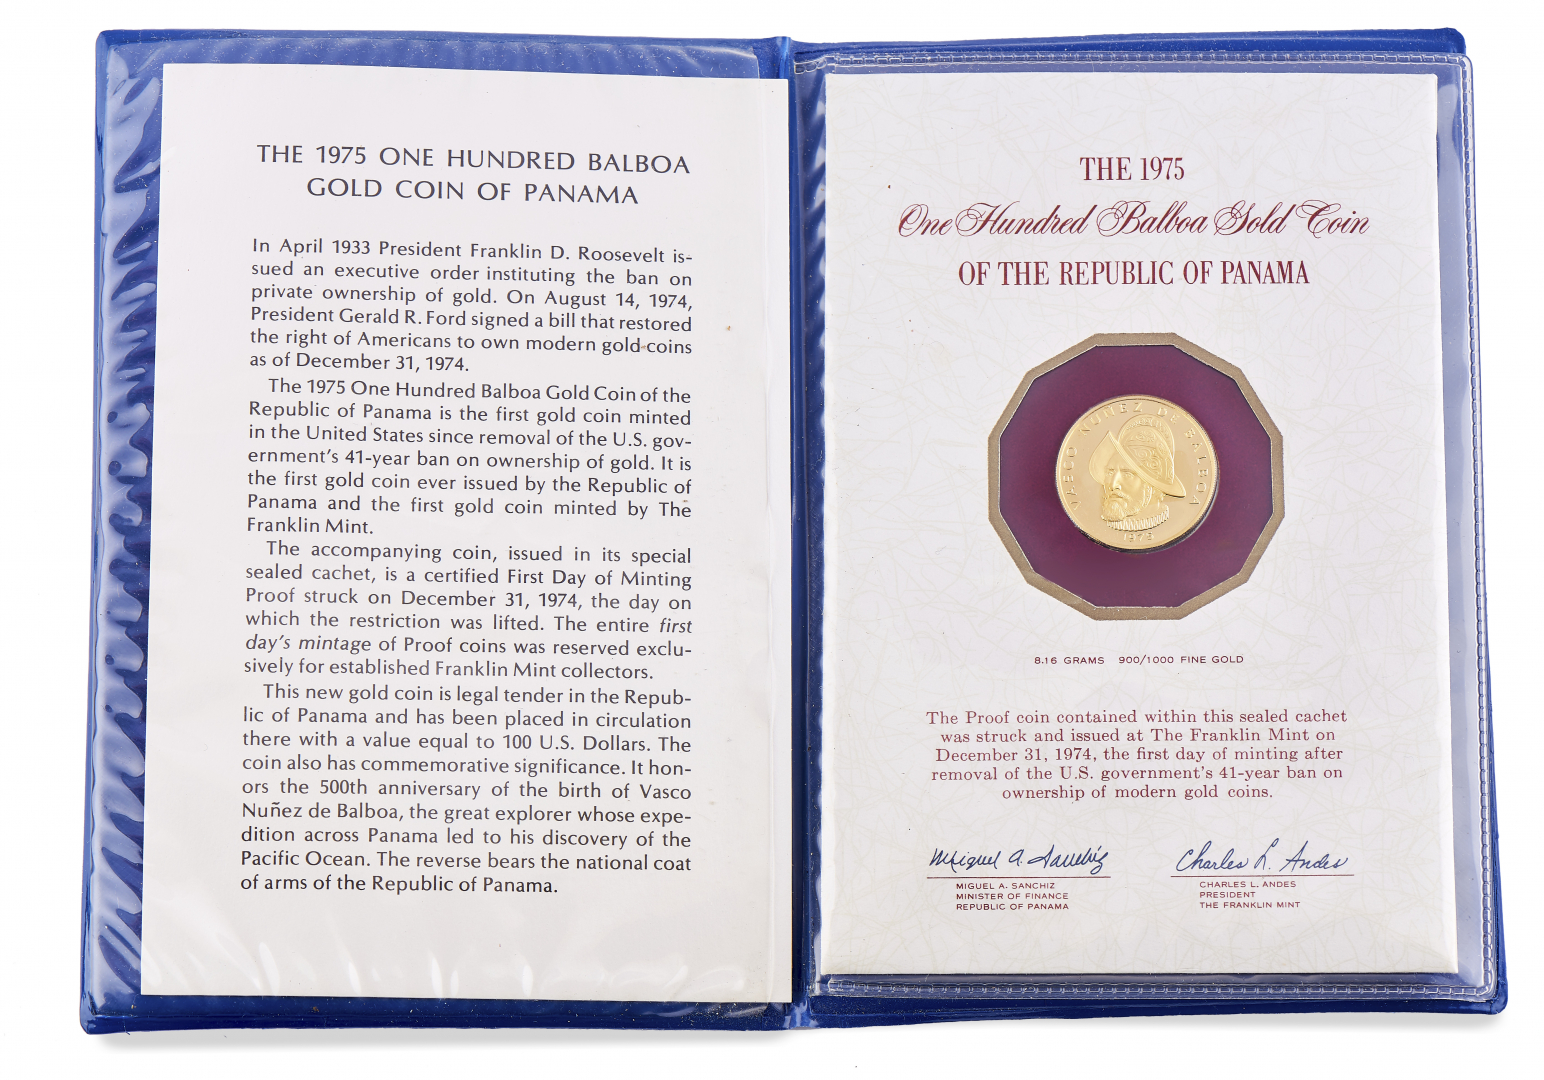 THE 1975 ONE HUNDRED BALBOA
GOLD COIN OF PANAMA
In April 1933 President Franklin D. Roosevelt is-
sued an executive order instituting the ban on
private ownership of gold. On August 14, 1974,
President Gerald R. Ford signed a bill that restored
the right of Americans to own modern gold coins
as of December 31, 1974.
The 1975 One Hundred Balboa Gold Coin of the
Republic of Panama is the first gold coin minted
in the United States since removal of the U.S. gov-
ernment's 41-year ban on ownership of gold. It is
the first gold coin ever issued by the Republic of
Panama and the first gold coin minted by The
Franklin Mint.
The accompanying coin, issued in its special
sealed cachet, is a certified First Day of Minting
Proof struck on December 31, 1974, the day on
which the restriction was lifted. The entire first
day's mintage of Proof coins was reserved exclu-
sively for established Franklin Mint collectors.
This new gold coin is legal tender in the Repub-
lic of Panama and has been placed in circulation
there with a value equal to 100 U.S. Dollars. The
coin also has commemorative significance. It hon-
ors the 500th anniversary of the birth of Vasco
Nuñez de Balboa, the great explorer whose expe-
dition across Panama led to his discovery of the
Pacific Ocean. The reverse bears the national coat
of arms of the Republic of Panama.
THE 1975
One Hundred Balboa Gold Coin
OF THE REPUBLIC OF PANAMA
VASCO NUÑEZ DE BALBOA
1975
8.16 GRAMS 900/1000 FINE GOLD
The Proof coin contained within this sealed cachet
was struck and issued at The Franklin Mint on
December 31, 1974, the first day of minting after
removal of the U.S. government's 41-year ban on
ownership of modern gold coins.
Miguel A. Sanchiz
MIGUEL A. SANCHIZ
MINISTER OF FINANCE
REPUBLIC OF PANAMA
Charles L. Andes
CHARLES L. ANDES
PRESIDENT
THE FRANKLIN MINT